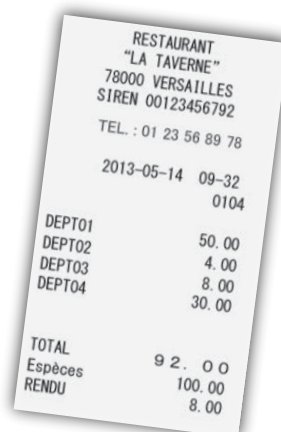 RESTAURANT
“LA TAVERNE”
78000 VERSAILLES
SIREN 00123456792
TEL. : 01 23 56 89 78
2013-05-14 09-32
0104
DEPT01 50.00
DEPT02 4.00
DEPT03 8.00
DEPT04 30.00
TOTAL 92.00
Espèces 100.00
RENDU 8.00